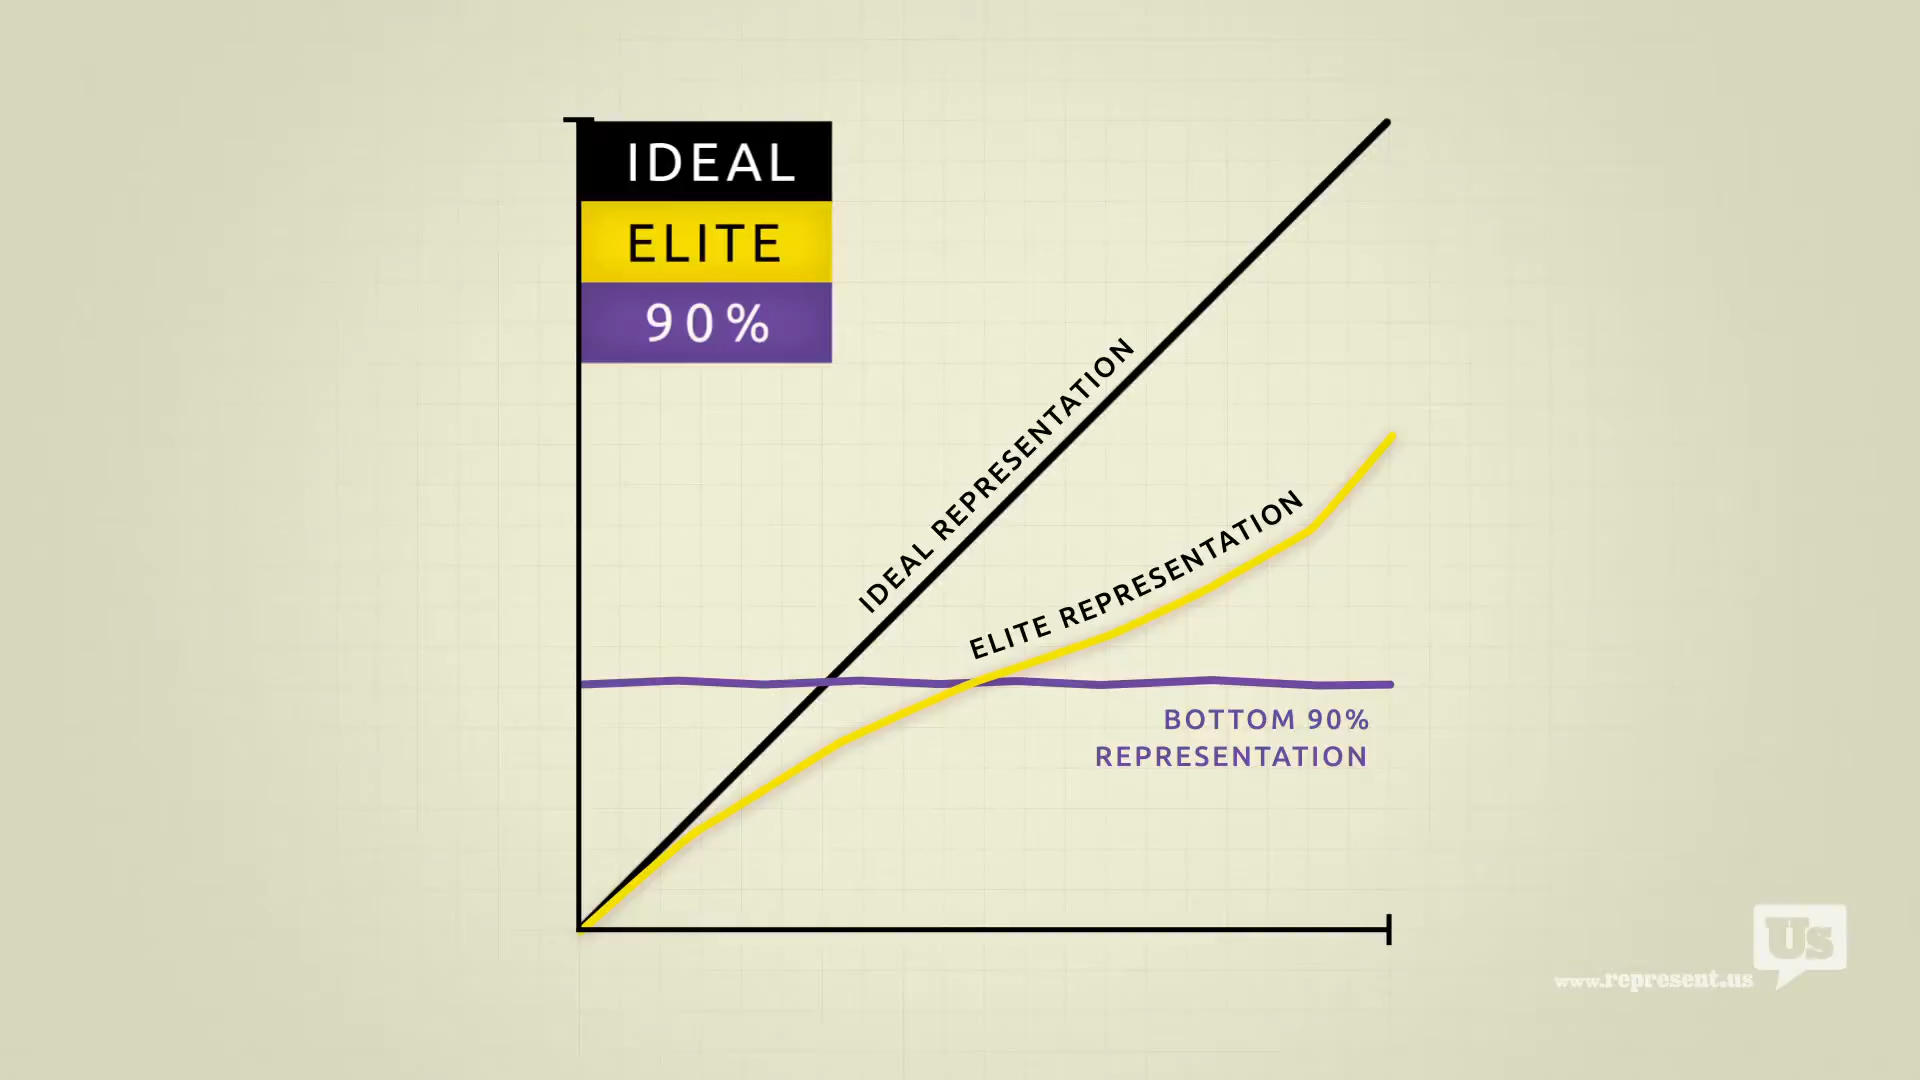 IDEAL
ELITE
90%
IDEAL REPRESENTATION
ELITE REPRESENTATION
BOTTOM 90%
REPRESENTATION
Us
www.represent.us